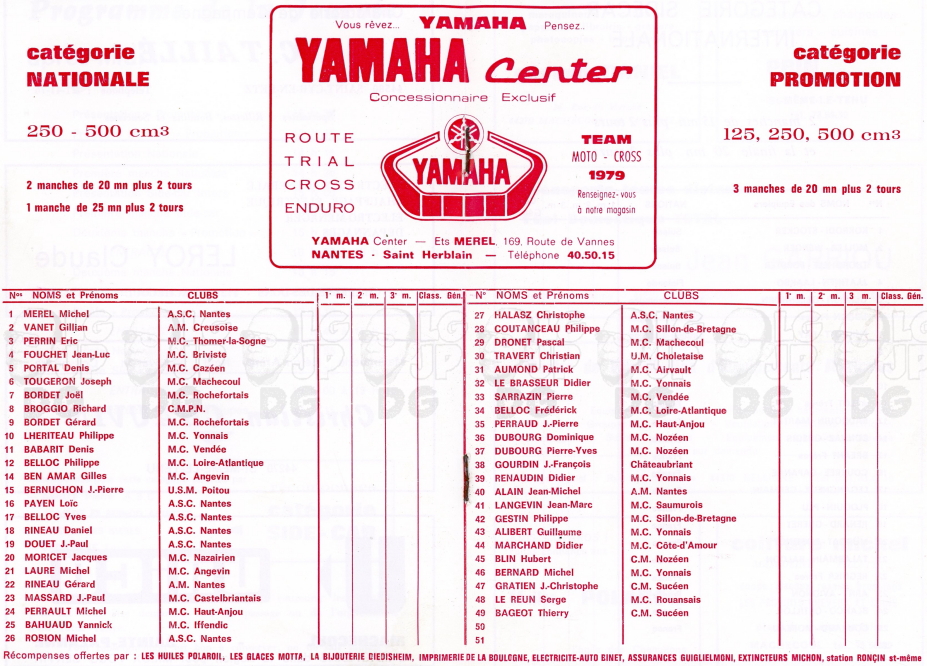 catégorie
NATIONALE
250 - 500 cm3
2 manches de 20 mn plus 2 tours
1 manche de 25 mn plus 2 tours
Vous rêvez... YAMAHA Pensez...
YAMAHA Center
Concessionnaire Exclusif
ROUTE
TRIAL
CROSS
ENDURO
YAMAHA
TEAM
MOTO - CROSS
1979
Renseignez-vous
à notre magasin
YAMAHA Center — Ets MEREL, 169, Route de Vannes
NANTES - Saint Herblain — Téléphone 40.50.15
catégorie
PROMOTION
125, 250, 500 cm3
3 manches de 20 mn plus 2 tours
Nos NOMS et Prénoms CLUBS 1e m. 2e m. 3e m. Class. Gén.
1 MEREL Michel A.S.C. Nantes
2 VANET Gillian A.M. Creusoise
3 PERRIN Eric M.C. Thomer-la-Sogne
4 FOUCHET Jean-Luc M.C. Briviste
5 PORTAL Denis M.C. Cazéen
6 TOUGERON Joseph M.C. Machecoul
7 BORDET Joël M.C. Rochefortais
8 BROGGIO Richard C.M.P.N.
9 BORDET Gérard M.C. Rochefortais
10 LHERITEAU Philippe M.C. Yonnais
11 BABARIT Denis M.C. Vendée
12 BELLOC Philippe M.C. Loire-Atlantique
14 BEN AMAR Gilles M.C. Angevin
15 BERNUCHON J.-Pierre U.S.M. Poitou
16 PAYEN Loïc A.S.C. Nantes
17 BELLOC Yves A.S.C. Nantes
18 RINEAU Daniel A.S.C. Nantes
19 DOUET J.-Paul A.S.C. Nantes
20 MORICET Jacques M.C. Nazairien
21 LAURE Michel M.C. Angevin
22 RINEAU Gérard A.M. Nantes
23 MASSARD J.-Paul M.C. Castelbriantais
24 PERRAULT Michel M.C. Haut-Anjou
25 BAHUAUD Yannick M.C. Iffendic
26 ROBION Michel A.S.C. Nantes
N° NOMS et Prénoms CLUBS 1e m. 2e m. 3 m. Class. Gén.
27 HALASZ Christophe A.S.C. Nantes
28 COUTANCEAU Philippe M.C. Sillon-de-Bretagne
29 DRONET Pascal M.C. Machecoul
30 TRAVERT Christian U.M. Choletaise
31 AUMOND Patrick M.C. Airvault
32 LE BRASSEUR Didier M.C. Yonnais
33 SARRAZIN Pierre M.C. Vendée
34 BELLOC Frédérick M.C. Loire-Atlantique
35 PERRAUD J.-Pierre M.C. Haut-Anjou
36 DUBOURG Dominique M.C. Nozéen
37 DUBOURG Pierre-Yves M.C. Nozéen
38 GOURDIN J.-François Châteaubriant
39 RENAUDIN Didier M.C. Yonnais
40 ALAIN Jean-Michel A.M. Nantes
41 LANGEVIN Jean-Marc M.C. Saumurois
42 GESTIN Philippe M.C. Sillon-de-Bretagne
43 ALIBERT Guillaume M.C. Yonnais
44 MARCHAND Didier M.C. Côte-d'Amour
45 BLIN Hubert C.M. Nozéen
46 BERNARD Michel M.C. Yonnais
47 GRATIEN J.-Christophe C.M. Sucéen
48 LE REUN Serge M.C. Rouansais
49 BAGEOT Thierry C.M. Sucéen
50
51
Récompenses offertes par : LES HUILES POLAROIL, LES GLACES MOTTA, LA BIJOUTERIE CIEDISHEIM, IMPRIMERIE DE LA BOULOGNE, ELECTRICITE-AUTO BINET, ASSURANCES GUIGLIELMONI, EXTINCTEURS MICHON, station RONCIN st-même